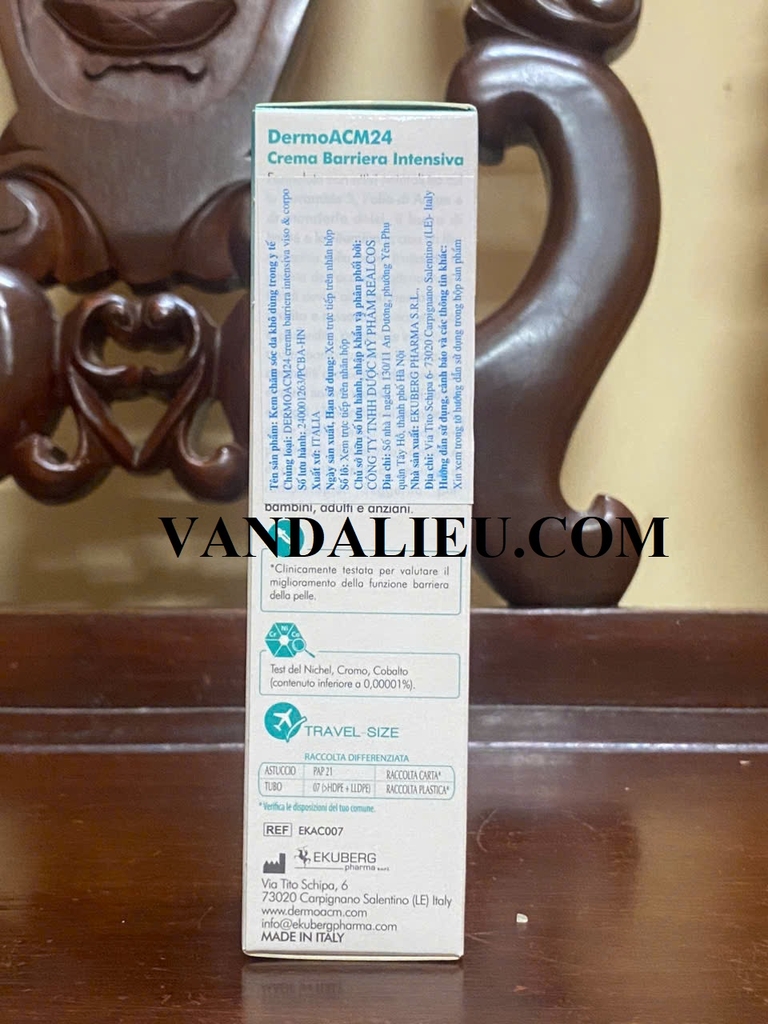 DermoACM24
Crema Barriera Intensiva
Tên sản phẩm: Kem chăm sóc da khô dùng trong y tế
Chủng loại: DERMOACM24 crema barriera intensiva viso & corpo
Số lưu hành: 240001263/PCBA-HN
Xuất xứ: ITALIA
Ngày sản xuất, Hạn sử dụng: Xem trực tiếp trên nhãn hộp
Số lô: Xem trực tiếp trên nhãn hộp
Chủ sở hữu số lưu hành, nhập khẩu và phân phối bởi:
CÔNG TY TNHH DƯỢC MỸ PHẨM REALCOS
Địa chỉ: Số nhà 1 ngách 130/11 An Dương, phường Yên Phụ
quận Tây Hồ, thành phố Hà Nội
Nhà sản xuất: EKUBERG PHARMA S.R.L.,
Địa chỉ: Via Tito Schipa 6- 73020 Carpignano Salentino (LE)- Italy
Hướng dẫn sử dụng, cảnh báo và các thông tin khác:
Xin xem trong tờ hướng dẫn sử dụng trong hộp sản phẩm
bambini, adulti e anziani.
VANDALIEU.COM
*Clinicamente testata per valutare il
miglioramento della funzione barriera
della pelle.
Cr Ni Co
Test del Nichel, Cromo, Cobalto
(contenuto inferiore a 0,00001%).
TRAVEL-SIZE
RACCOLTA DIFFERENZIATA
ASTUCCIO PAP 21 RACCOLTA CARTA*
TUBO 07 (>HDPE + LLDPE) RACCOLTA PLASTICA*
*Verifica le disposizioni del tuo comune.
REF EKAC007
EKUBERG
pharma
Via Tito Schipa, 6
73020 Carpignano Salentino (LE) Italy
www.dermoacm.com
info@ekubergpharma.com
MADE IN ITALY